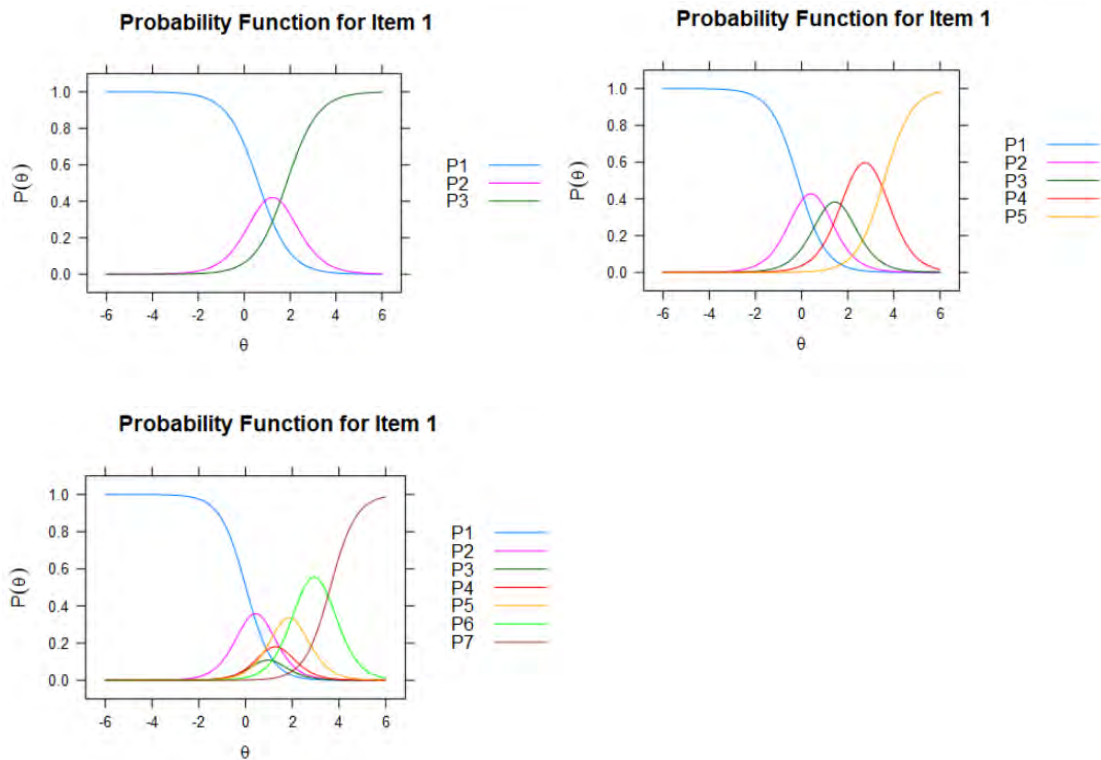 Probability Function for Item 1
1.0
0.8
0.6
0.4
0.2
0.0
P(θ)
-6 -4 -2 0 2 4 6
θ
P1
P2
P3
Probability Function for Item 1
1.0
0.8
0.6
0.4
0.2
0.0
P(θ)
-6 -4 -2 0 2 4 6
θ
P1
P2
P3
P4
P5
Probability Function for Item 1
1.0
0.8
0.6
0.4
0.2
0.0
P(θ)
-6 -4 -2 0 2 4 6
θ
P1
P2
P3
P4
P5
P6
P7